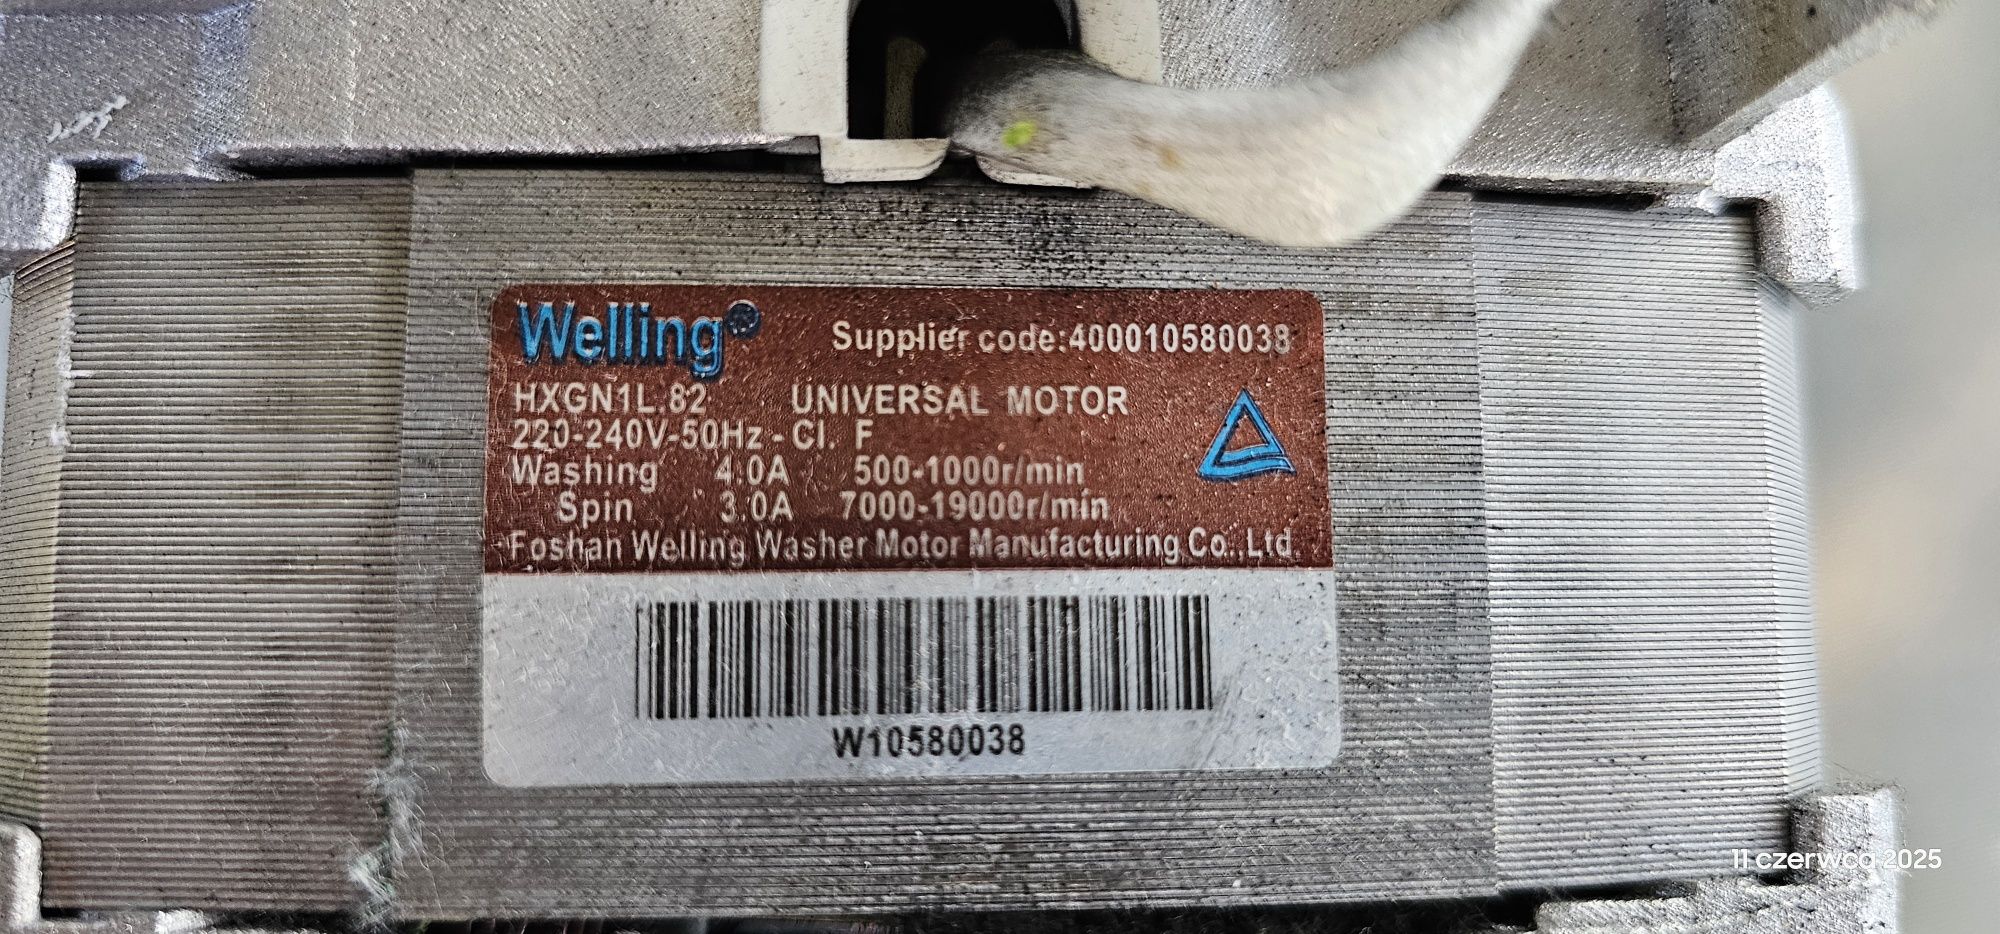 Welling®
Supplier code:400010580038
HXGN1L.82 UNIVERSAL MOTOR
220-240V-50Hz - Cl. F
Washing 4.0A 500-1000r/min
Spin 3.0A 7000-19000r/min
Foshan Welling Washer Motor Manufacturing Co.,Ltd.
W10580038
11 czerwca 2025